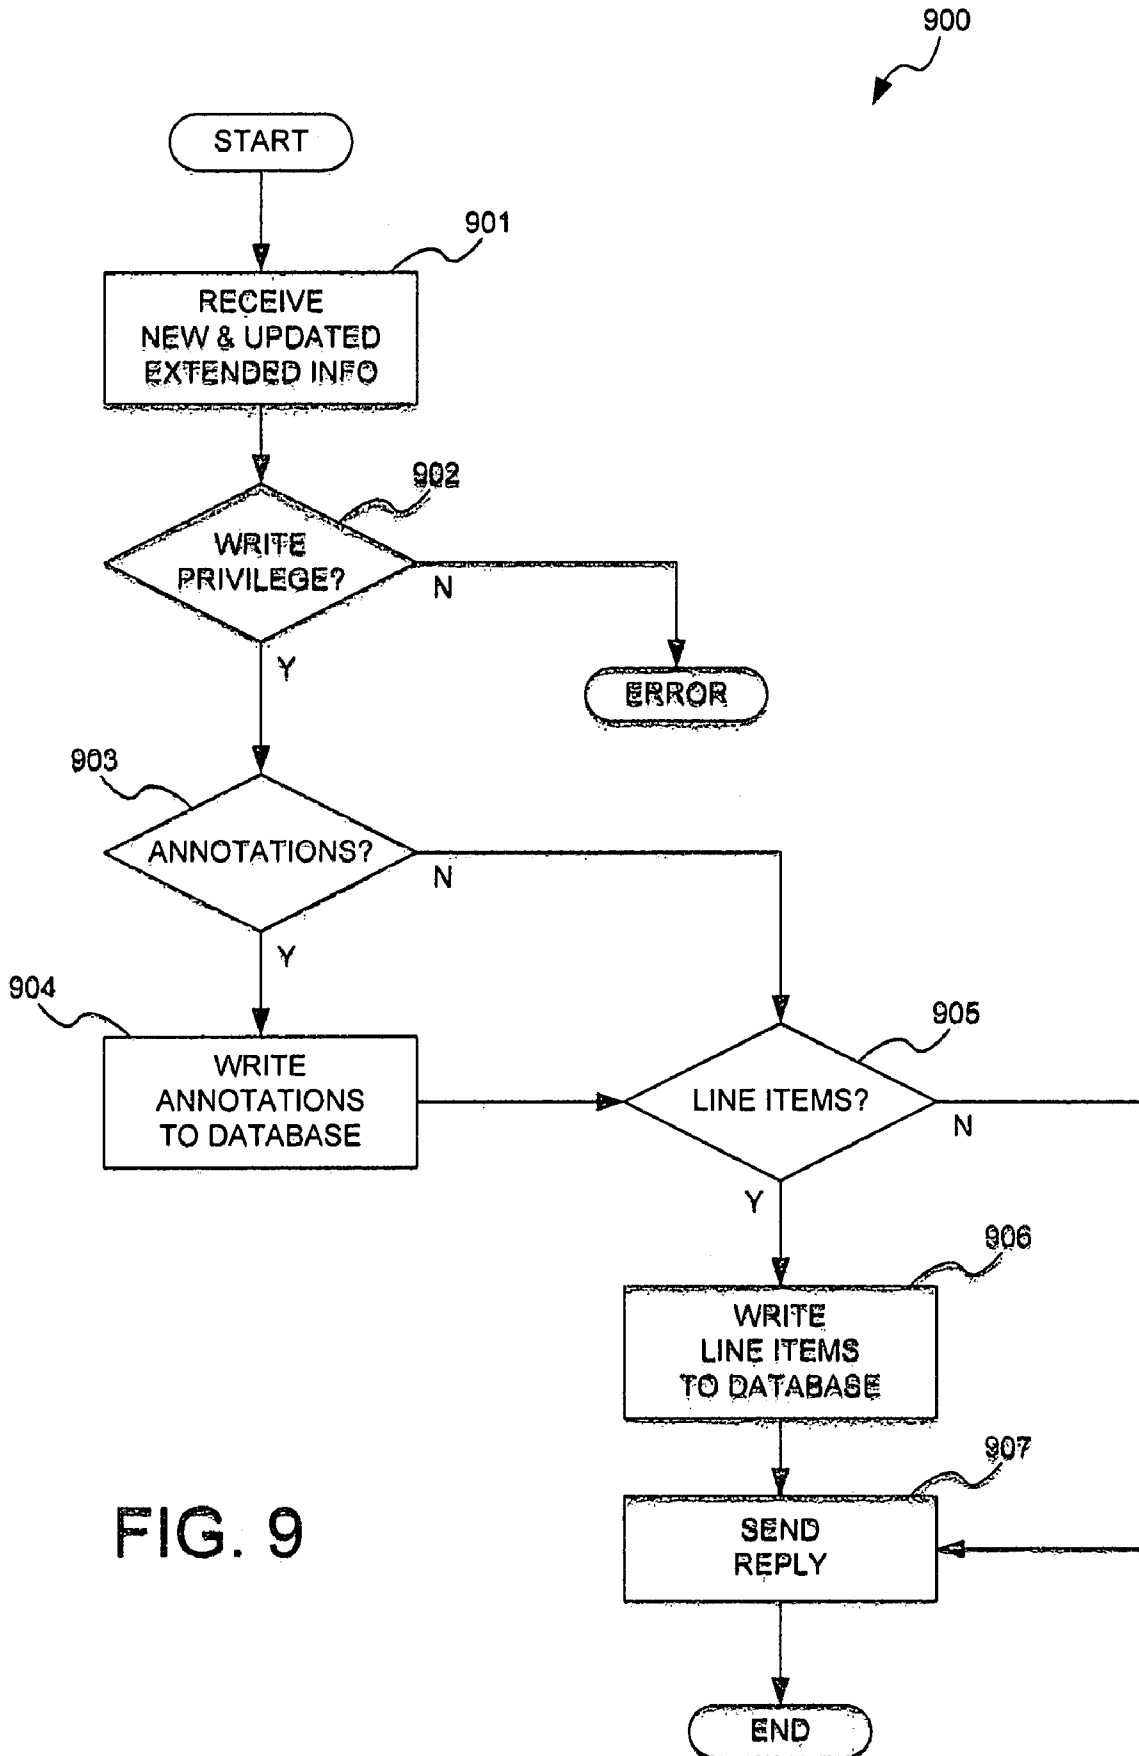 900
START
901
RECEIVE
NEW & UPDATED
EXTENDED INFO
902
WRITE
PRIVILEGE?
N
Y
ERROR
903
ANNOTATIONS?
N
Y
904
WRITE
ANNOTATIONS
TO DATABASE
905
LINE ITEMS?
N
Y
906
WRITE
LINE ITEMS
TO DATABASE
907
SEND
REPLY
FIG. 9
END